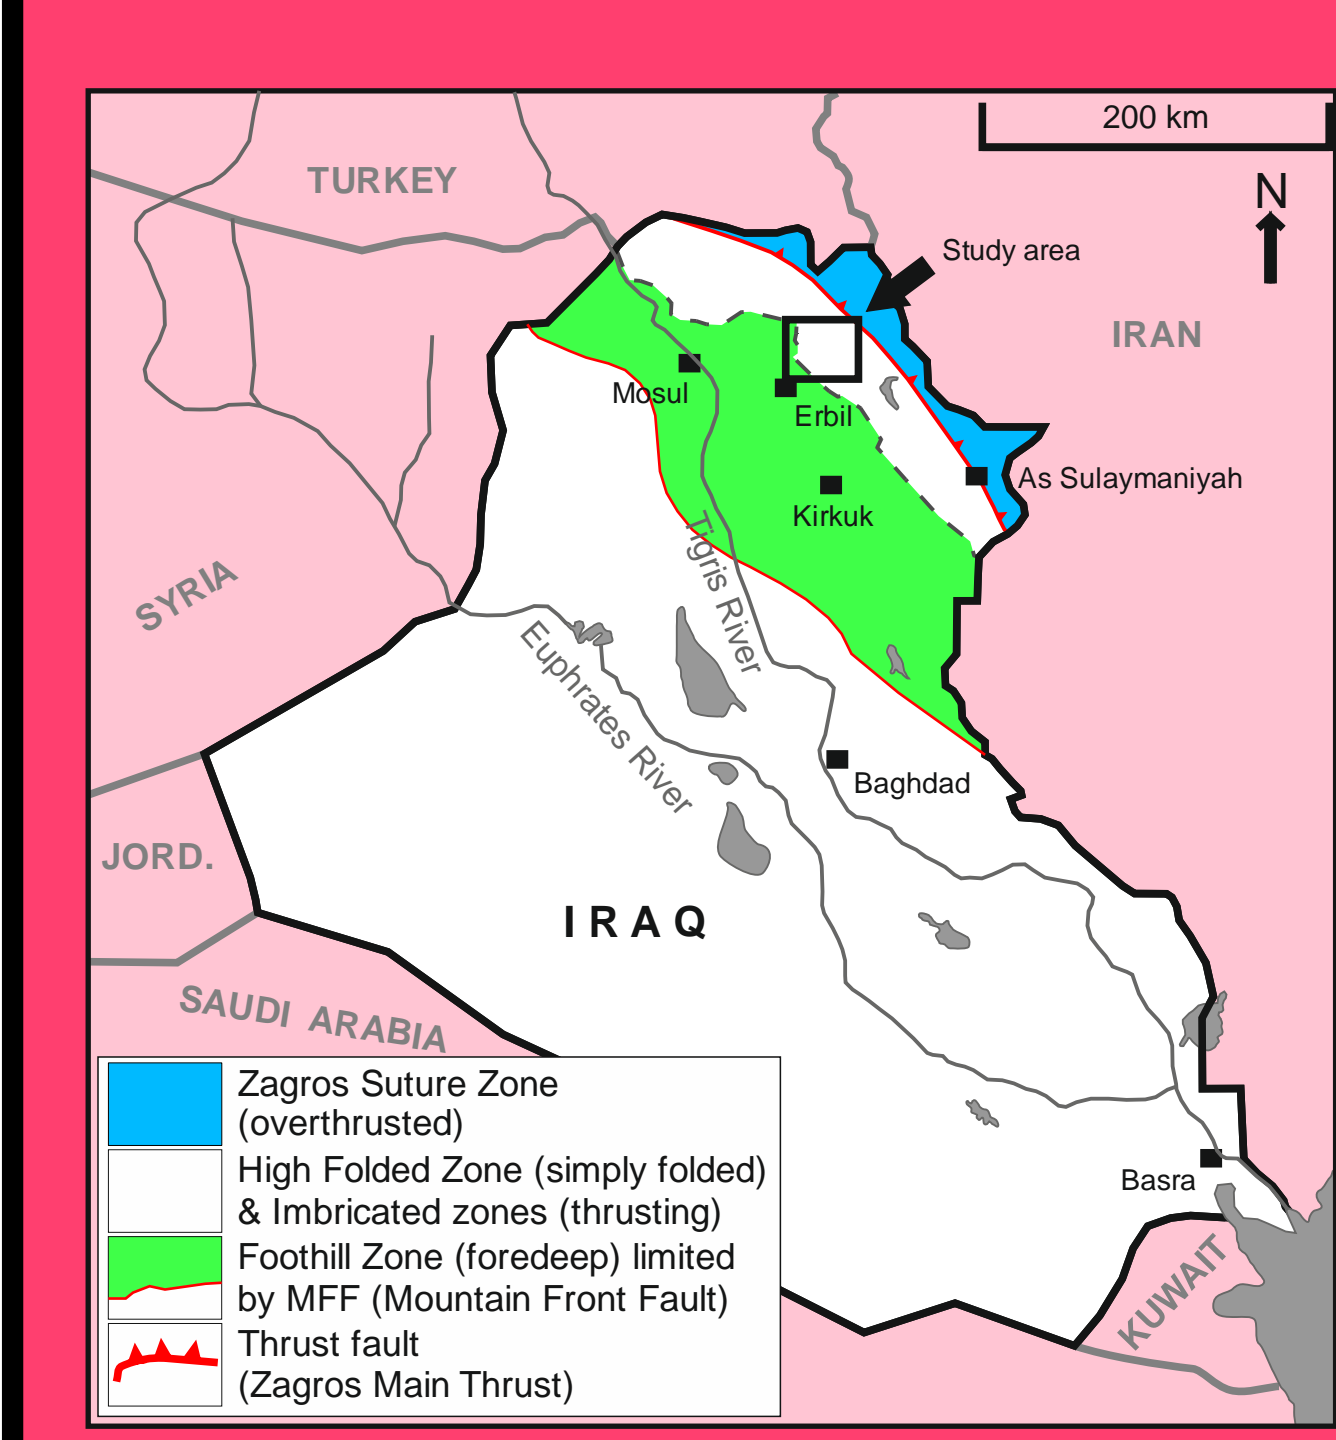 200 km
TURKEY
N
Study area
IRAN
Mosul
Erbil
As Sulaymaniyah
Kirkuk
Tigris River
SYRIA
Euphrates River
Baghdad
JORD.
IRAQ
SAUDI ARABIA
Zagros Suture Zone
(overthrusted)
High Folded Zone (simply folded)
& Imbricated zones (thrusting)
Foothill Zone (foredeep) limited
by MFF (Mountain Front Fault)
Thrust fault
(Zagros Main Thrust)
Basra
KUWAIT